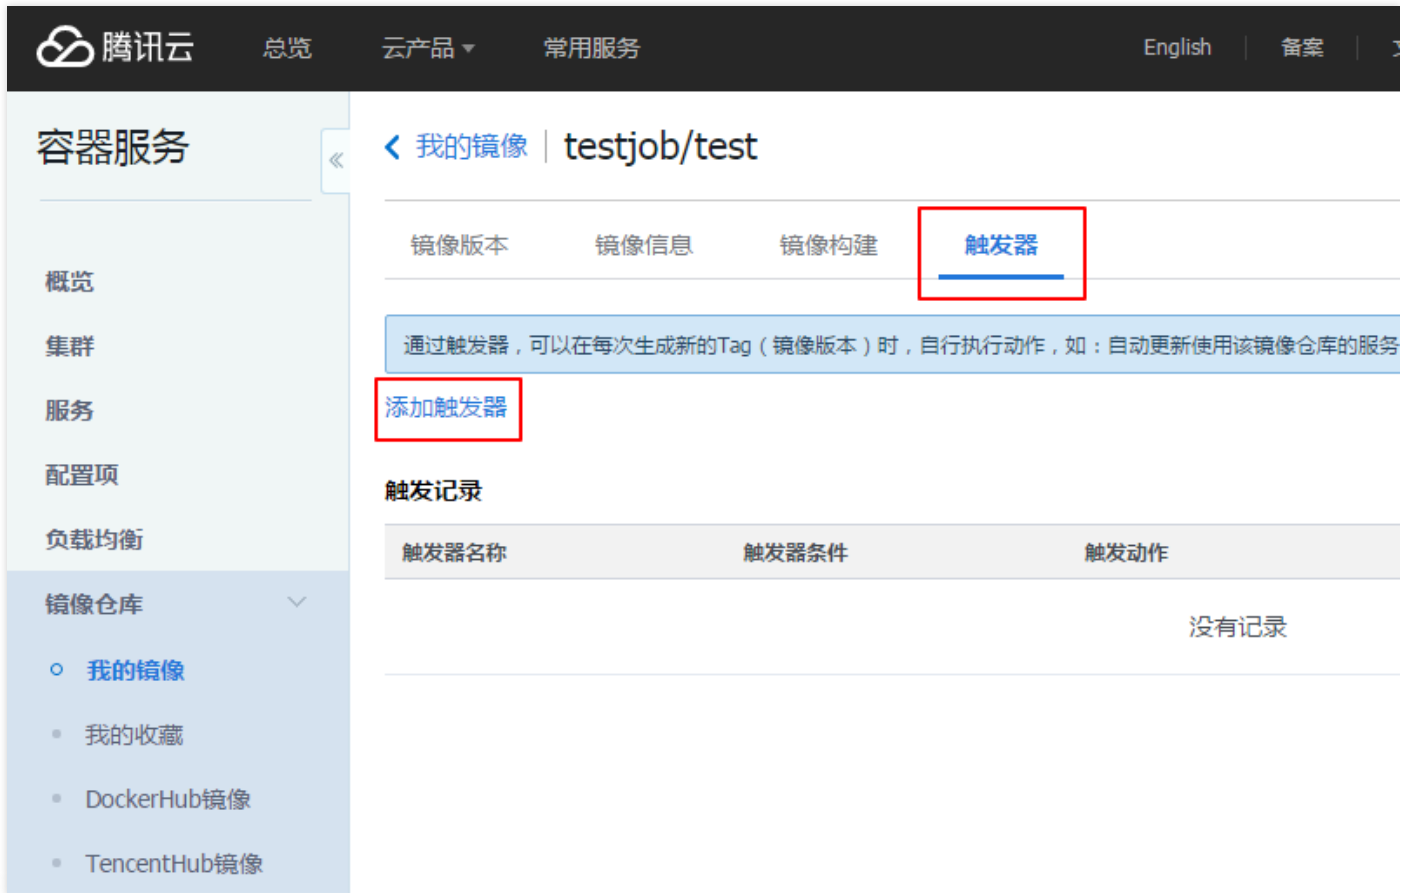 腾讯云 总览 云产品 常用服务 English 备案
容器服务
我的镜像 testjob/test
镜像版本 镜像信息 镜像构建 触发器
概览
通过触发器，可以在每次生成新的Tag（镜像版本）时，自行执行动作，如：自动更新使用该镜像仓库的服务
集群
添加触发器
服务
配置项
触发记录
负载均衡
触发器名称 触发器条件 触发动作
镜像仓库
没有记录
我的镜像
我的收藏
DockerHub镜像
TencentHub镜像